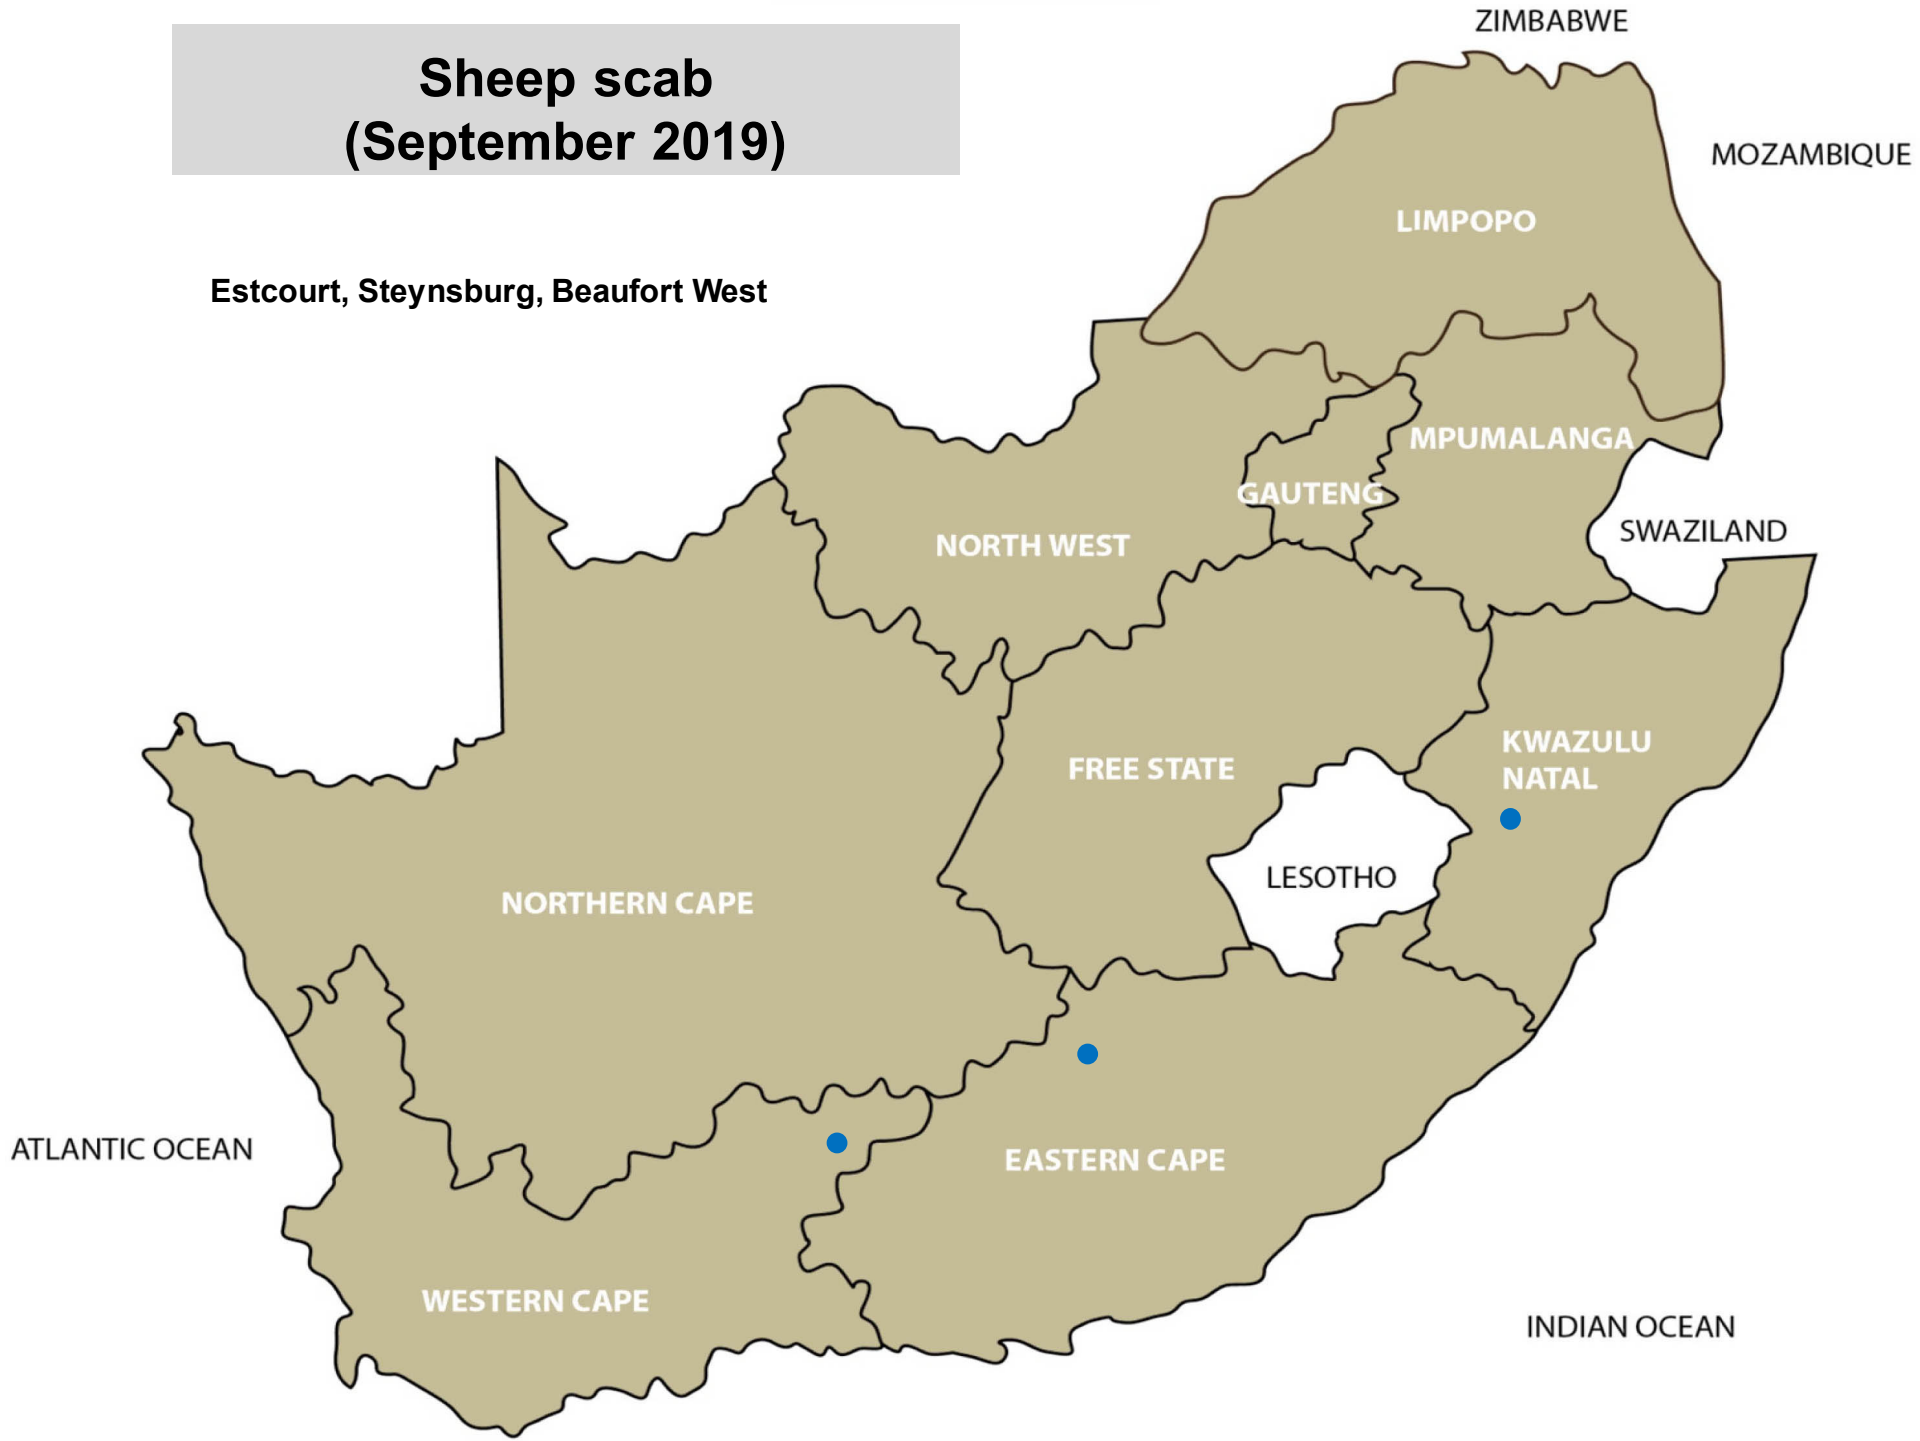 Sheep scab
(September 2019)
Estcourt, Steynsburg, Beaufort West
ZIMBABWE
MOZAMBIQUE
LIMPOPO
MPUMALANGA
GAUTENG
SWAZILAND
NORTH WEST
KWAZULU
NATAL
FREE STATE
LESOTHO
NORTHERN CAPE
ATLANTIC OCEAN
EASTERN CAPE
WESTERN CAPE
INDIAN OCEAN